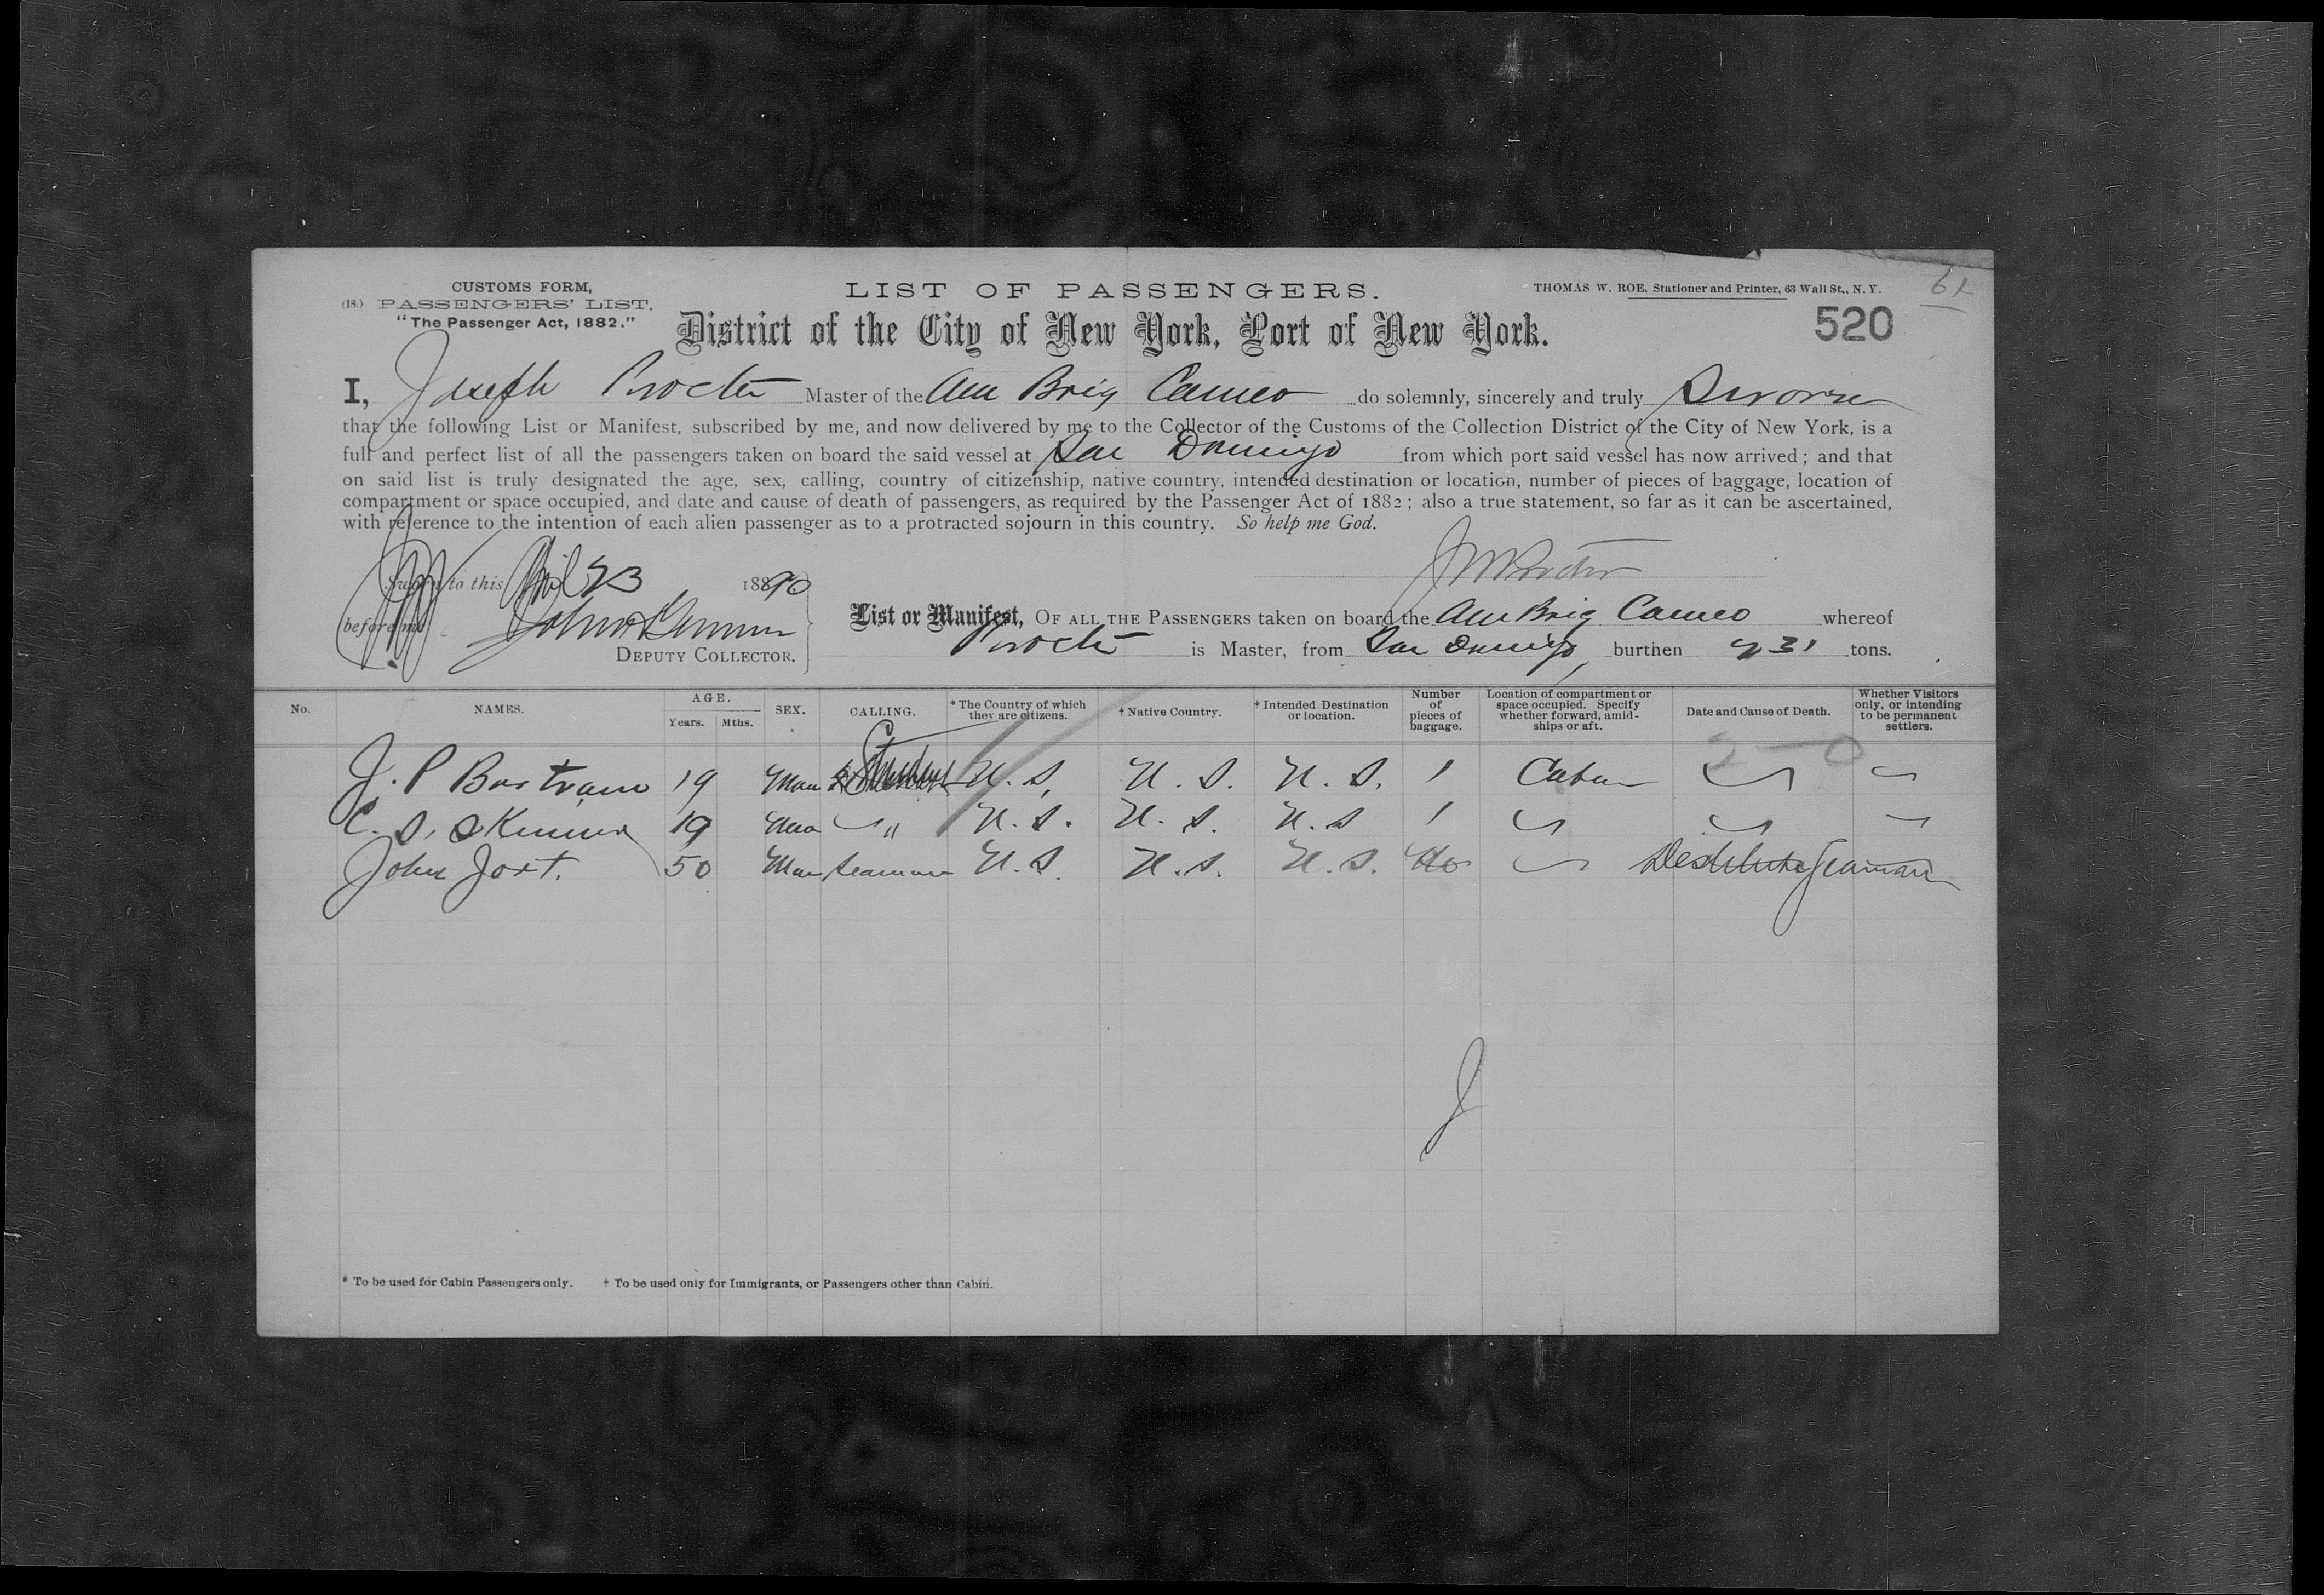 CUSTOMS FORM,
(18.) PASSENGERS' LIST,
"The Passenger Act, 1882."
LIST OF PASSENGERS.
THOMAS W. ROE, Stationer and Printer, 63 Wall St., N.Y.
61
District of the City of New York, Port of New York.
520
I, Joseph Procter Master of the Am Brig Cameo do solemnly, sincerely and truly Swear
that the following List or Manifest, subscribed by me, and now delivered by me to the Collector of the Customs of the Collection District of the City of New York, is a
full and perfect list of all the passengers taken on board the said vessel at San Domingo from which port said vessel has now arrived; and that
on said list is truly designated the age, sex, calling, country of citizenship, native country, intended destination or location, number of pieces of baggage, location of
compartment or space occupied, and date and cause of death of passengers, as required by the Passenger Act of 1882; also a true statement, so far as it can be ascertained,
with reference to the intention of each alien passenger as to a protracted sojourn in this country. So help me God.
Sworn to this April 23 1890
before me
DEPUTY COLLECTOR.
List or Manifest, OF ALL THE PASSENGERS taken on board the Am Brig Cameo whereof
Procter is Master, from San Domingo, burthen 231 tons.
No. NAMES. AGE. Years. Mths. SEX. CALLING. * The Country of which they are citizens. † Native Country. † Intended Destination or location. Number of pieces of baggage. Location of compartment or space occupied. Specify whether forward, amidships or aft. Date and Cause of Death. Whether Visitors only, or intending to be permanent settlers.
J. P Bartram 19 Man U. S. U. S. U. S. 1 Cabin
C. S. Skinner 19 Man " U. S. U. S. U. S 1
John Joxt. 50 Man Seaman U. S. U. S. U. S. No Destitute Seaman
* To be used for Cabin Passengers only. † To be used only for Immigrants, or Passengers other than Cabin.